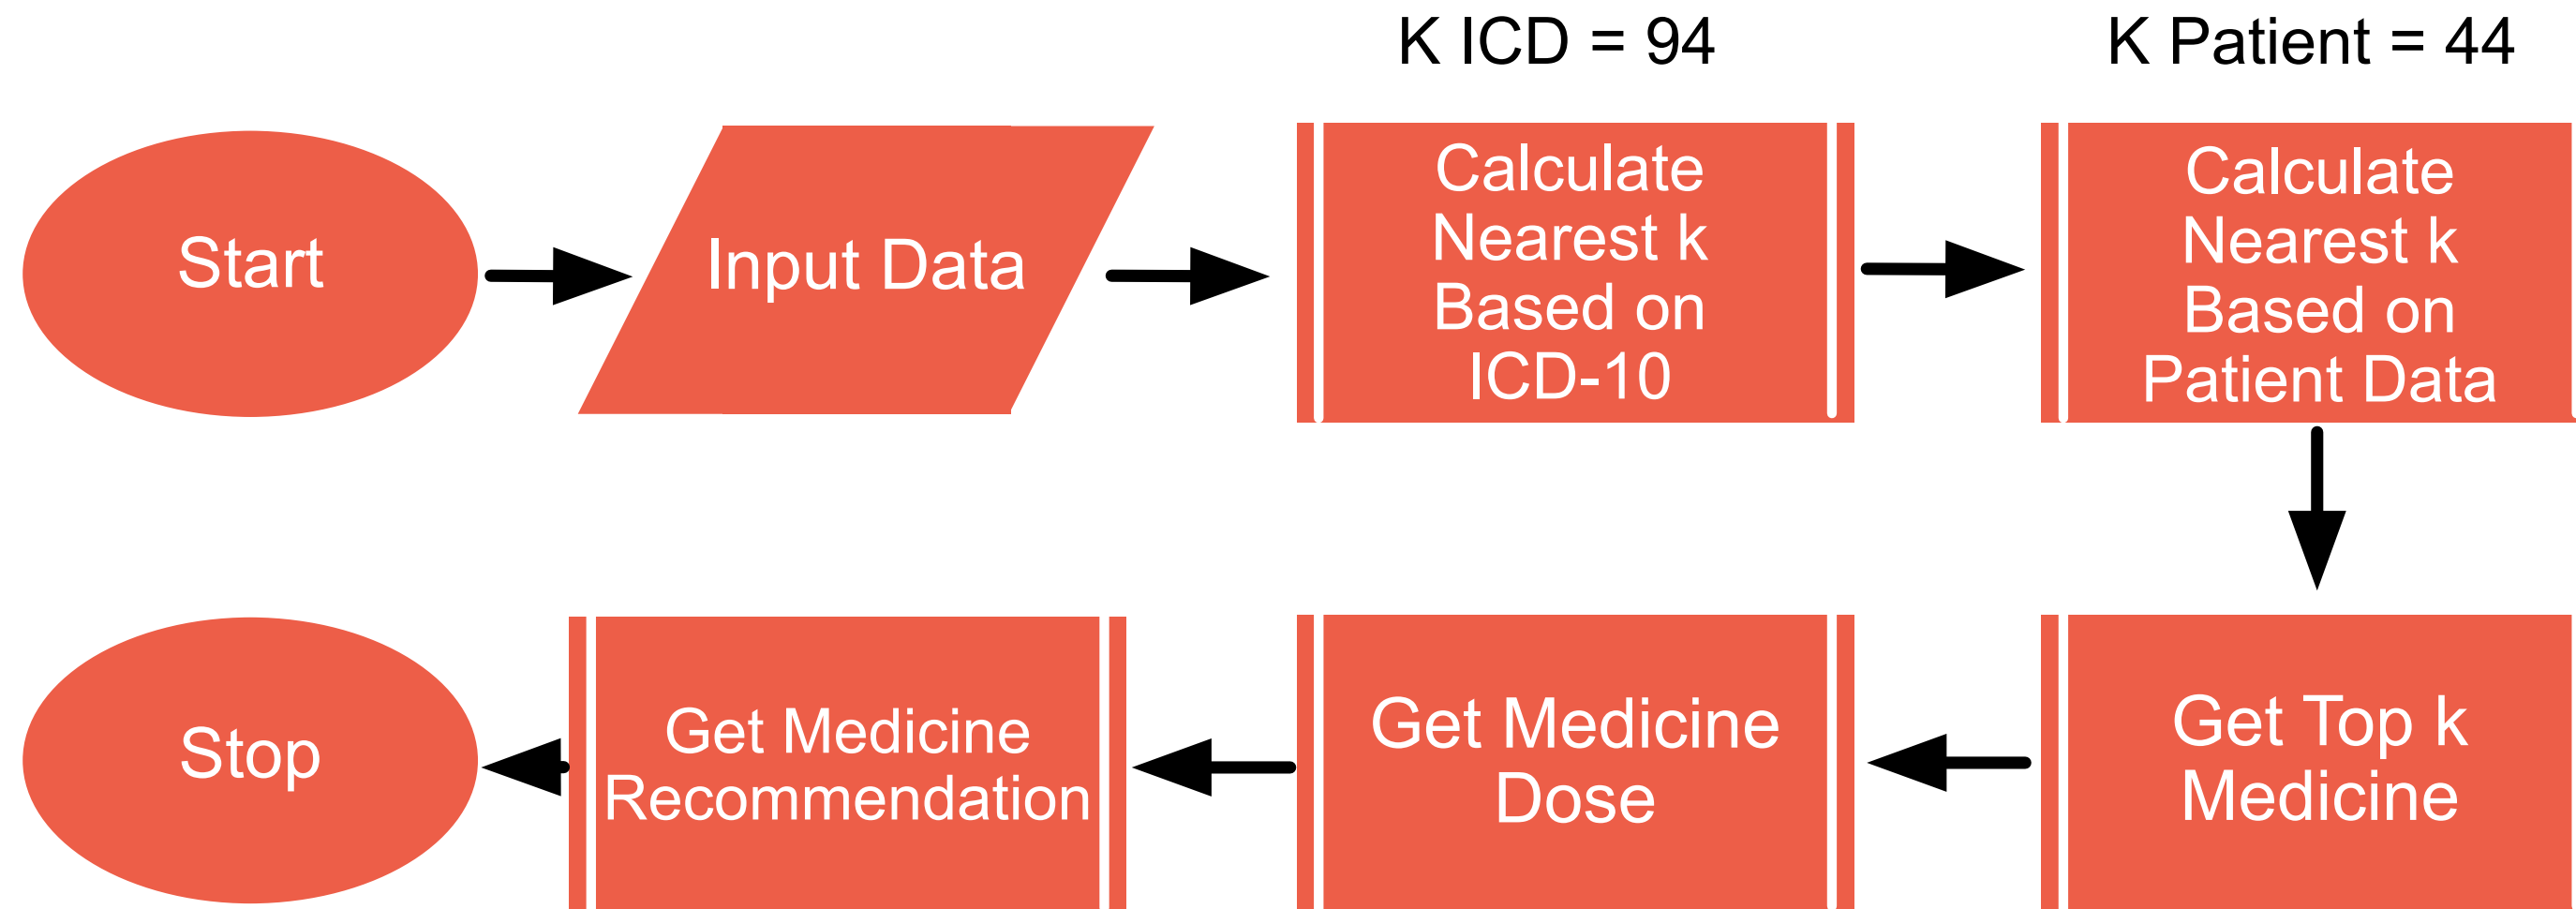 K ICD = 94
K Patient = 44
Start
Input Data
Calculate
Nearest k
Based on
ICD-10
Calculate
Nearest k
Based on
Patient Data
Get Top k
Medicine
Get Medicine
Dose
Get Medicine
Recommendation
Stop